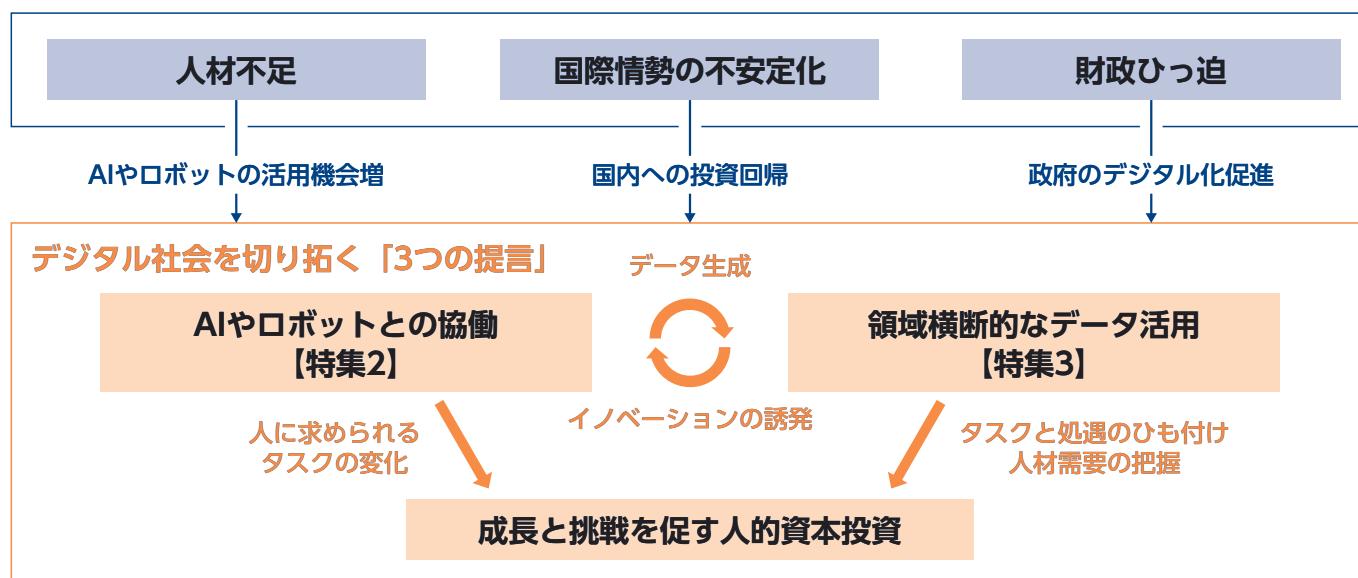 人材不足
国際情勢の不安定化
財政ひっ迫
AIやロボットの活用機会増
国内への投資回帰
政府のデジタル化促進
デジタル社会を切り拓く「3つの提言」
データ生成
AIやロボットとの協働
【特集2】
領域横断的なデータ活用
【特集3】
イノベーションの誘発
人に求められる
タスクの変化
タスクと処遇のひも付け
人材需要の把握
成長と挑戦を促す人的資本投資